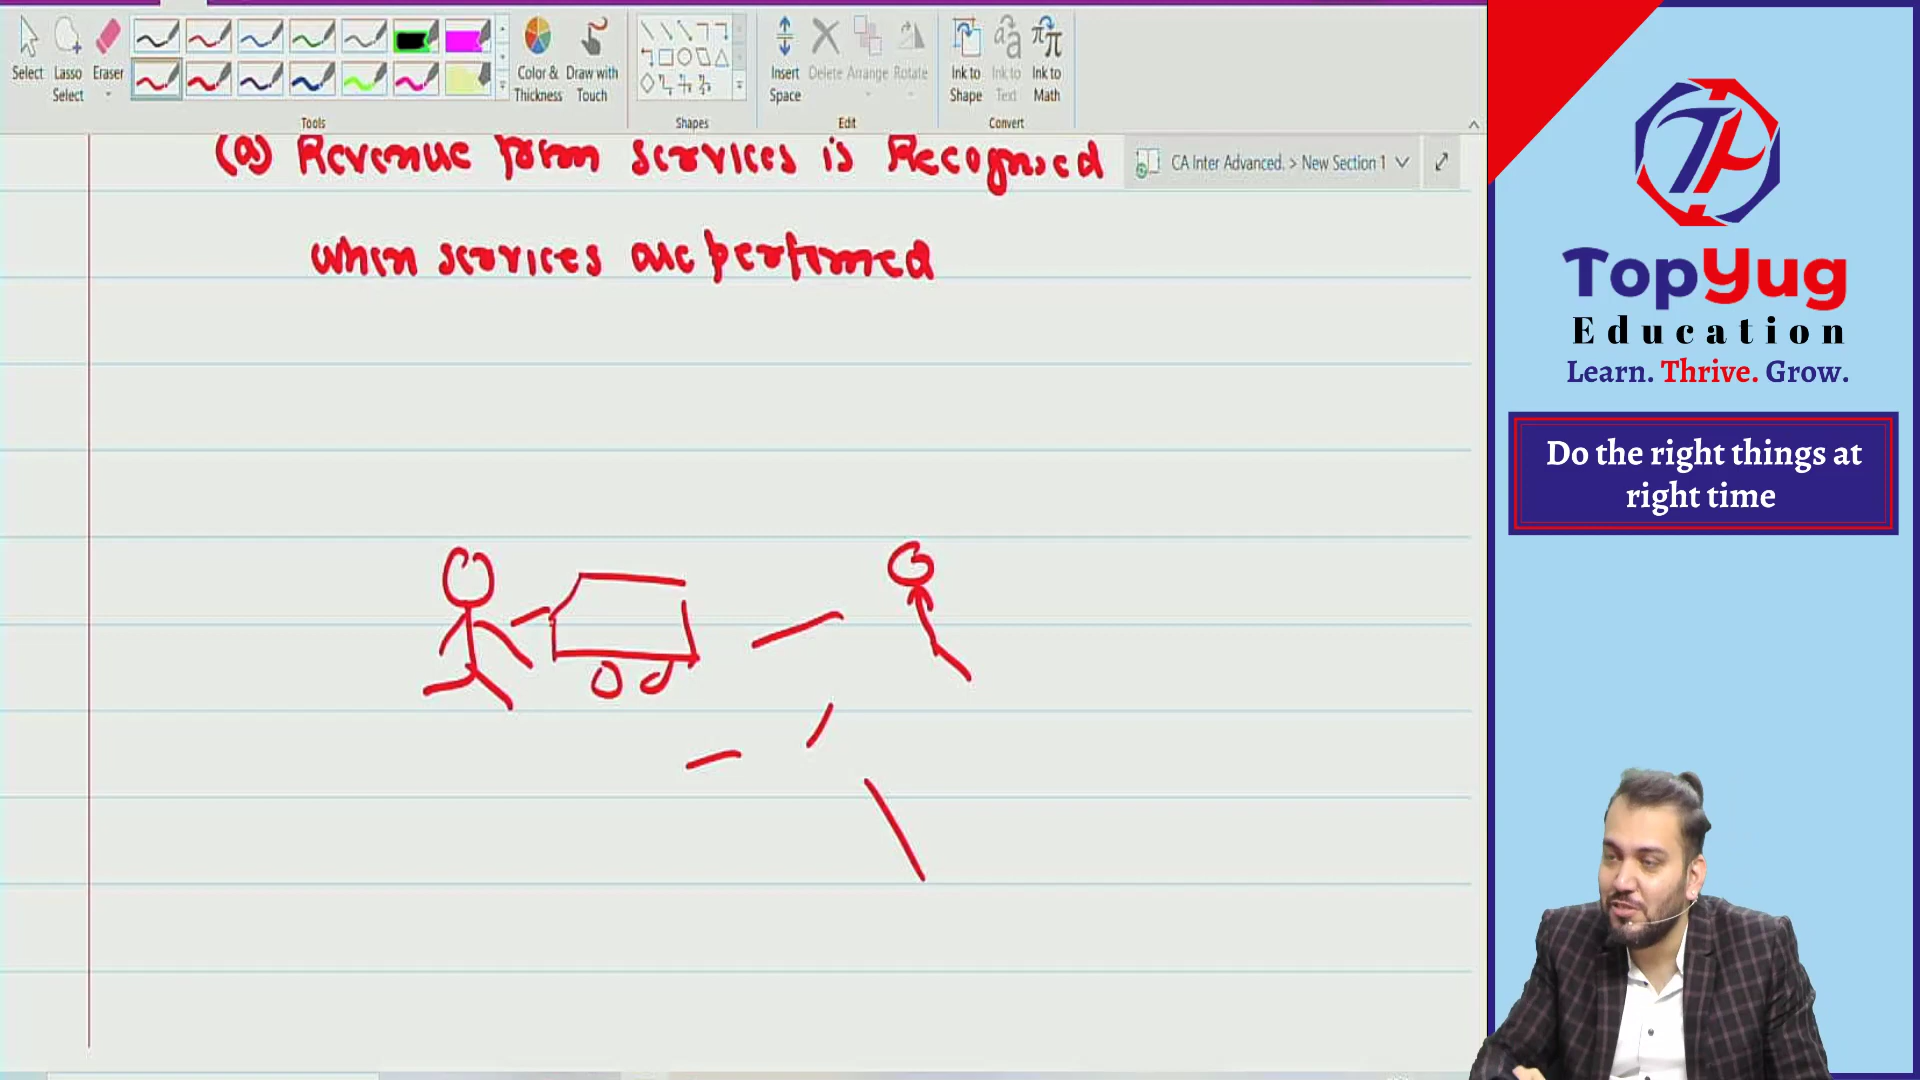 Select
Lasso Select
Eraser
Color & Thickness
Draw with Touch
Insert Space
Delete
Arrange
Rotate
Ink to Shape
Ink to Text
Ink to Math
Tools
Shapes
Edit
Convert
(a) Revenue form services is Recognised
CA Inter Advanced. > New Section 1
when services are performed
TopYug
Education
Learn. Thrive. Grow.
Do the right things at
right time